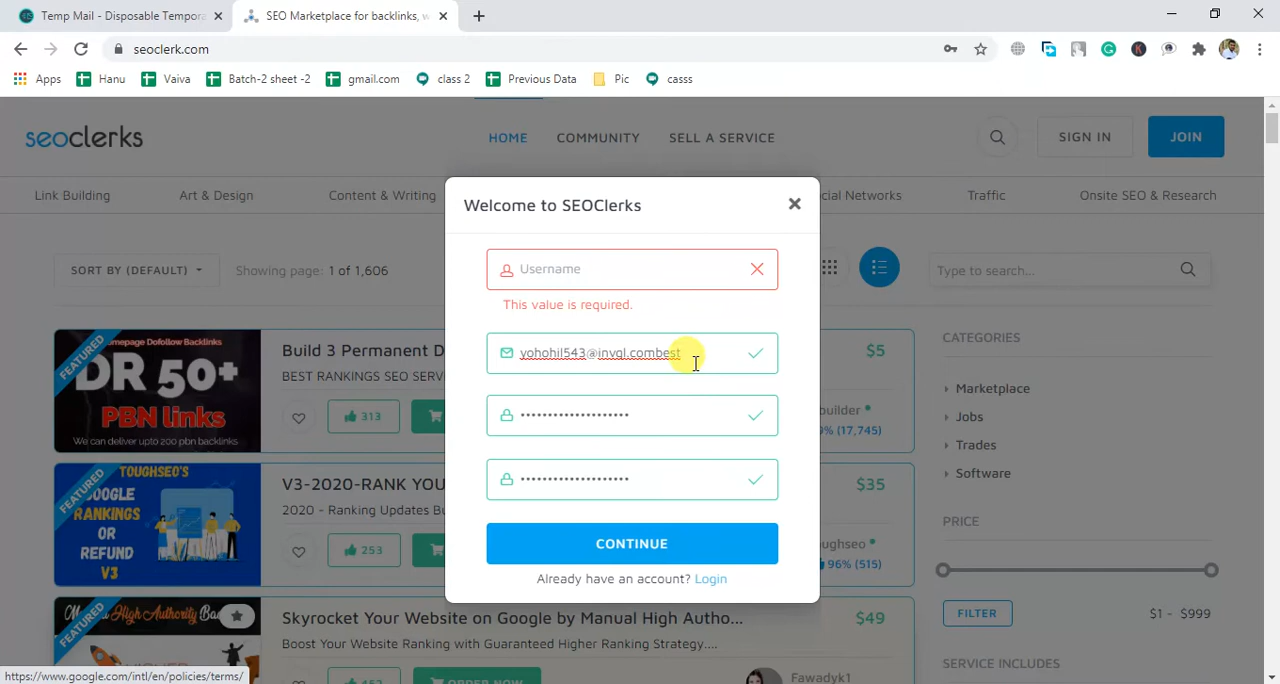 Temp Mail - Disposable Tempora
SEO Marketplace for backlinks, w
seoclerk.com
Apps
Hanu
Vaiva
Batch-2 sheet -2
gmail.com
class 2
Previous Data
Pic
casss
seoclerks
HOME
COMMUNITY
SELL A SERVICE
SIGN IN
JOIN
Link Building
Art & Design
Content & Writing
cial Networks
Traffic
Onsite SEO & Research
Welcome to SEOClerks
SORT BY (DEFAULT)
Showing page: 1 of 1,606
Username
This value is required.
Type to search...
FEATURED
Homepage Dofollow Backlinks
DR 50+
PBN links
We can deliver upto 200 pbn backlinks
Build 3 Permanent D
BEST RANKINGS SEO SERV
313
yohohil543@invql.combest
$5
builder
9% (17,745)
CATEGORIES
Marketplace
Jobs
Trades
Software
FEATURED
TOUGHSEO'S
GOOGLE
RANKINGS
OR
REFUND
V3
V3-2020-RANK YOU
2020 - Ranking Updates Bu
253
$35
oughseo
96% (515)
PRICE
CONTINUE
Already have an account? Login
FILTER
$1 - $999
FEATURED
Skyrocket Your Website on Google by Manual High Autho...
Boost Your Website Ranking with Guaranteed Higher Ranking Strategy....
$49
Fawadyk1
SERVICE INCLUDES
https://www.google.com/intl/en/policies/terms/